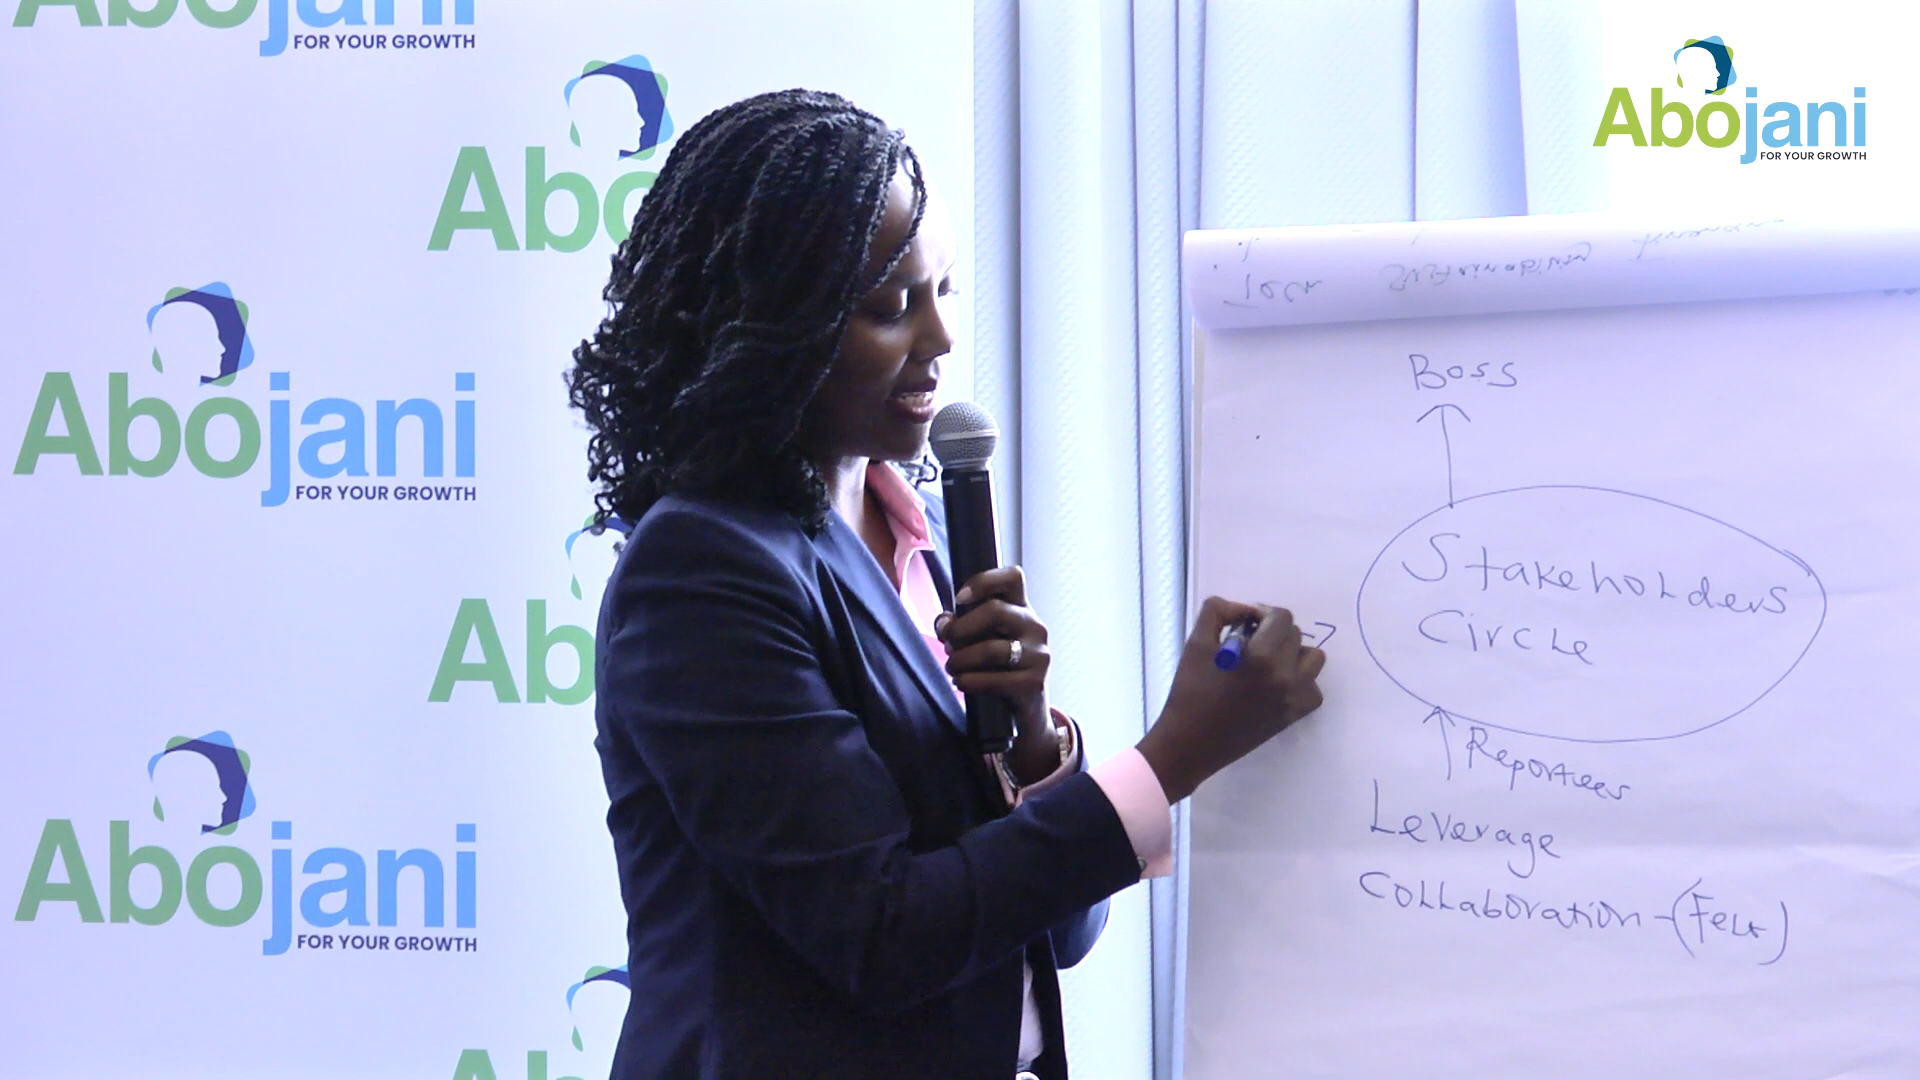 Abojani
FOR YOUR GROWTH
Abo
Abojani
FOR YOUR GROWTH
Ab
Abojani
FOR YOUR GROWTH
Ab
Abojani
FOR YOUR GROWTH
Boss
Stakeholders
Circle
Reportees
Leverage
Collaboration - (Felt)